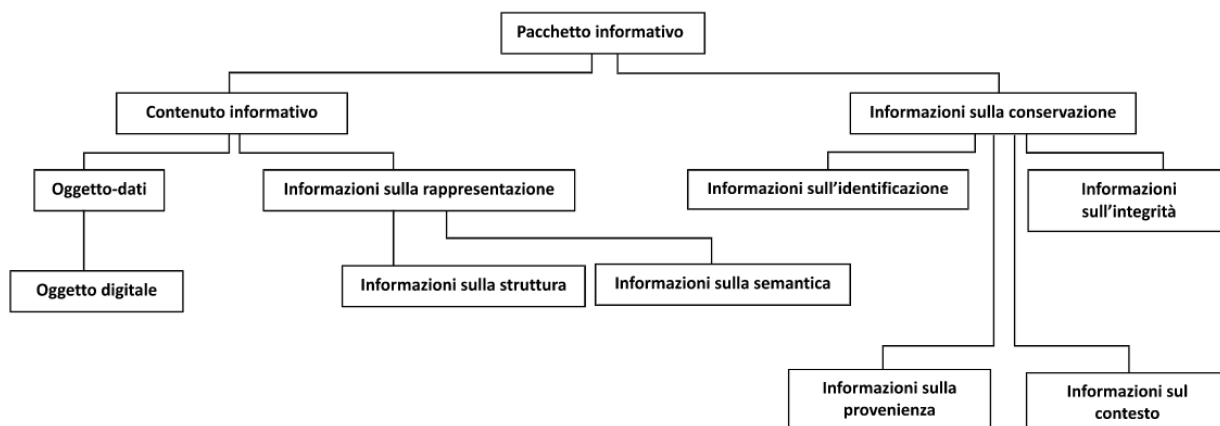 Pacchetto informativo
Contenuto informativo
Informazioni sulla conservazione
Oggetto-dati
Informazioni sulla rappresentazione
Informazioni sull'identificazione
Informazioni
sull'integrità
Oggetto digitale
Informazioni sulla struttura
Informazioni sulla semantica
Informazioni sulla
provenienza
Informazioni sul
contesto